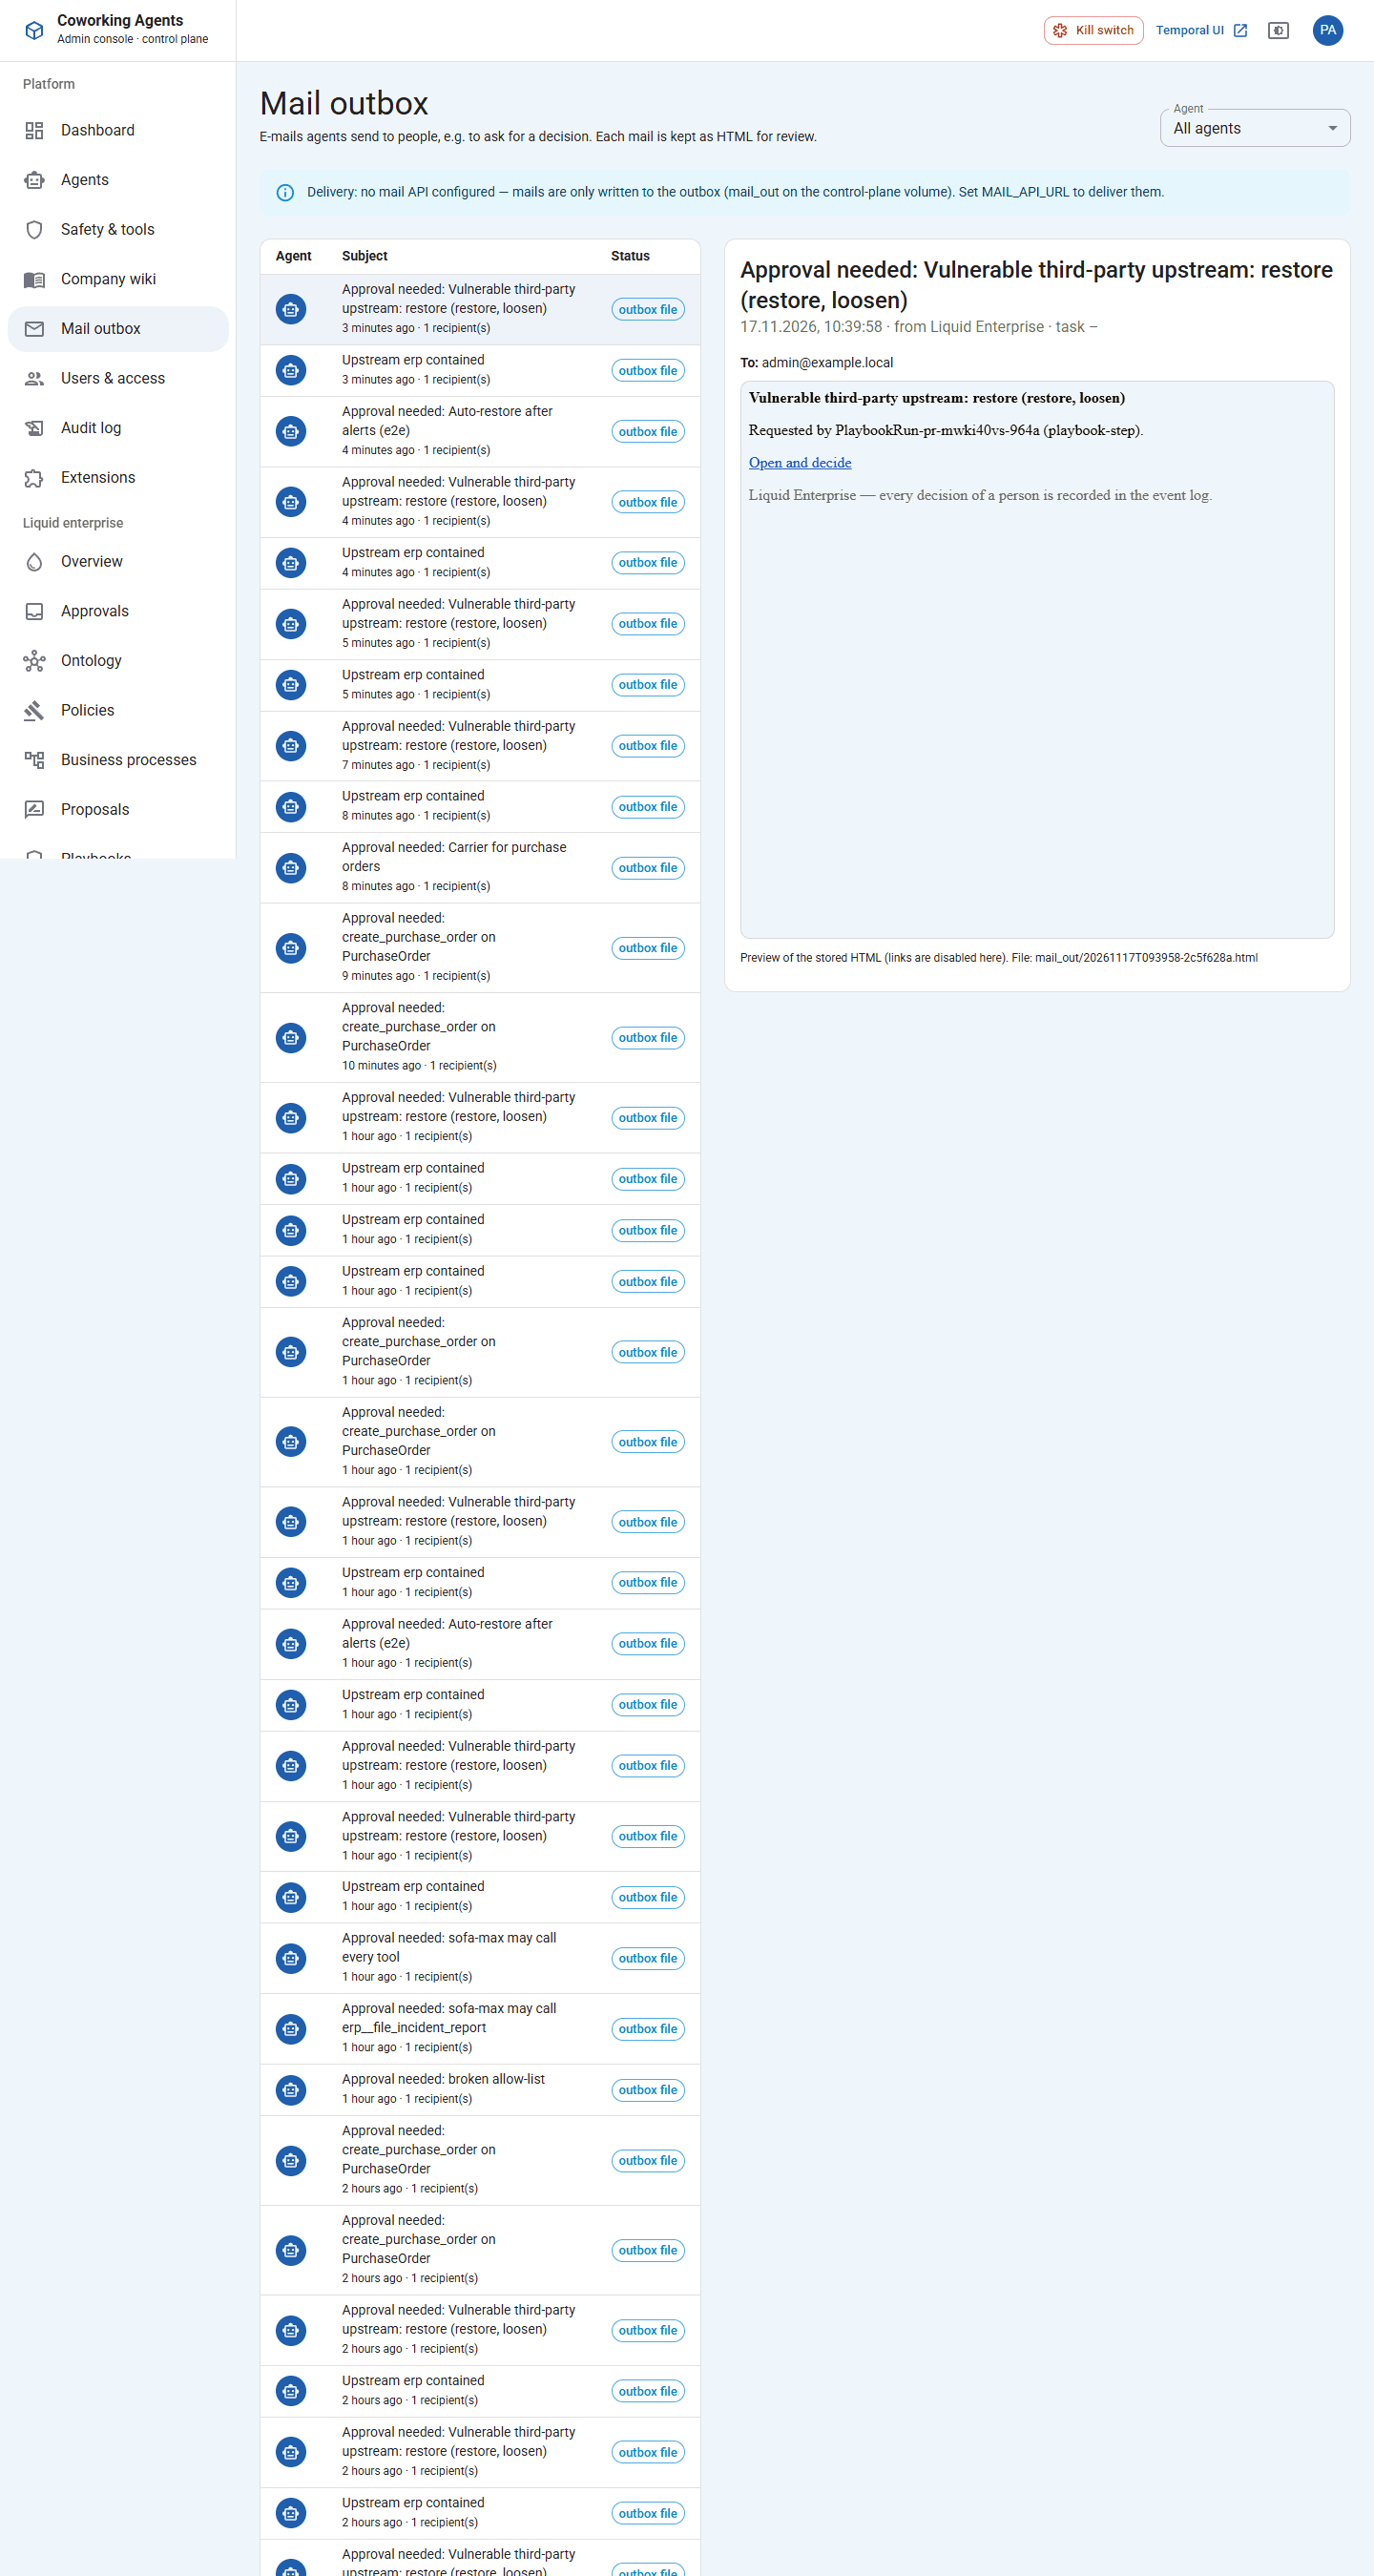 Coworking Agents
Admin console · control plane
Kill switch
Temporal UI
PA
Platform
Dashboard
Agents
Safety & tools
Company wiki
Mail outbox
Users & access
Audit log
Extensions
Liquid enterprise
Overview
Approvals
Ontology
Policies
Business processes
Proposals
Playbooks
Mail outbox
E-mails agents send to people, e.g. to ask for a decision. Each mail is kept as HTML for review.
Agent
All agents
Delivery: no mail API configured — mails are only written to the outbox (mail_out on the control-plane volume). Set MAIL_API_URL to deliver them.
Agent Subject Status
Approval needed: Vulnerable third-party
upstream: restore (restore, loosen)
3 minutes ago · 1 recipient(s)
outbox file
Upstream erp contained
3 minutes ago · 1 recipient(s)
outbox file
Approval needed: Auto-restore after
alerts (e2e)
4 minutes ago · 1 recipient(s)
outbox file
Approval needed: Vulnerable third-party
upstream: restore (restore, loosen)
4 minutes ago · 1 recipient(s)
outbox file
Upstream erp contained
4 minutes ago · 1 recipient(s)
outbox file
Approval needed: Vulnerable third-party
upstream: restore (restore, loosen)
5 minutes ago · 1 recipient(s)
outbox file
Upstream erp contained
5 minutes ago · 1 recipient(s)
outbox file
Approval needed: Vulnerable third-party
upstream: restore (restore, loosen)
7 minutes ago · 1 recipient(s)
outbox file
Upstream erp contained
8 minutes ago · 1 recipient(s)
outbox file
Approval needed: Carrier for purchase
orders
8 minutes ago · 1 recipient(s)
outbox file
Approval needed:
create_purchase_order on
PurchaseOrder
9 minutes ago · 1 recipient(s)
outbox file
Approval needed:
create_purchase_order on
PurchaseOrder
10 minutes ago · 1 recipient(s)
outbox file
Approval needed: Vulnerable third-party
upstream: restore (restore, loosen)
1 hour ago · 1 recipient(s)
outbox file
Upstream erp contained
1 hour ago · 1 recipient(s)
outbox file
Upstream erp contained
1 hour ago · 1 recipient(s)
outbox file
Upstream erp contained
1 hour ago · 1 recipient(s)
outbox file
Approval needed:
create_purchase_order on
PurchaseOrder
1 hour ago · 1 recipient(s)
outbox file
Approval needed:
create_purchase_order on
PurchaseOrder
1 hour ago · 1 recipient(s)
outbox file
Approval needed: Vulnerable third-party
upstream: restore (restore, loosen)
1 hour ago · 1 recipient(s)
outbox file
Upstream erp contained
1 hour ago · 1 recipient(s)
outbox file
Approval needed: Auto-restore after
alerts (e2e)
1 hour ago · 1 recipient(s)
outbox file
Upstream erp contained
1 hour ago · 1 recipient(s)
outbox file
Approval needed: Vulnerable third-party
upstream: restore (restore, loosen)
1 hour ago · 1 recipient(s)
outbox file
Approval needed: Vulnerable third-party
upstream: restore (restore, loosen)
1 hour ago · 1 recipient(s)
outbox file
Upstream erp contained
1 hour ago · 1 recipient(s)
outbox file
Approval needed: sofa-max may call
every tool
1 hour ago · 1 recipient(s)
outbox file
Approval needed: sofa-max may call
erp__file_incident_report
1 hour ago · 1 recipient(s)
outbox file
Approval needed: broken allow-list
1 hour ago · 1 recipient(s)
outbox file
Approval needed:
create_purchase_order on
PurchaseOrder
2 hours ago · 1 recipient(s)
outbox file
Approval needed:
create_purchase_order on
PurchaseOrder
2 hours ago · 1 recipient(s)
outbox file
Approval needed: Vulnerable third-party
upstream: restore (restore, loosen)
2 hours ago · 1 recipient(s)
outbox file
Upstream erp contained
2 hours ago · 1 recipient(s)
outbox file
Approval needed: Vulnerable third-party
upstream: restore (restore, loosen)
2 hours ago · 1 recipient(s)
outbox file
Upstream erp contained
2 hours ago · 1 recipient(s)
outbox file
Approval needed: Vulnerable third-party
upstream: restore (restore, loosen)
outbox file
Approval needed: Vulnerable third-party upstream: restore
(restore, loosen)
17.11.2026, 10:39:58 · from Liquid Enterprise · task –
To: admin@example.local
Vulnerable third-party upstream: restore (restore, loosen)
Requested by PlaybookRun-pr-mwki40vs-964a (playbook-step).
Open and decide
Liquid Enterprise — every decision of a person is recorded in the event log.
Preview of the stored HTML (links are disabled here). File: mail_out/20261117T093958-2c5f628a.html